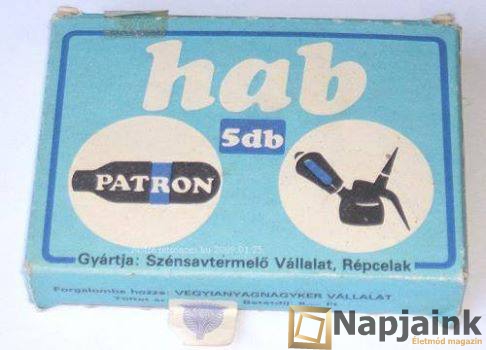 hab
5db
PATRON
Gyártja: Szénsavtermelő Vállalat, Répcelak
Forgalomba hozza: VEGYIANYAGNAGYKER VÁLLALAT
Napjaink
Életmód magazin